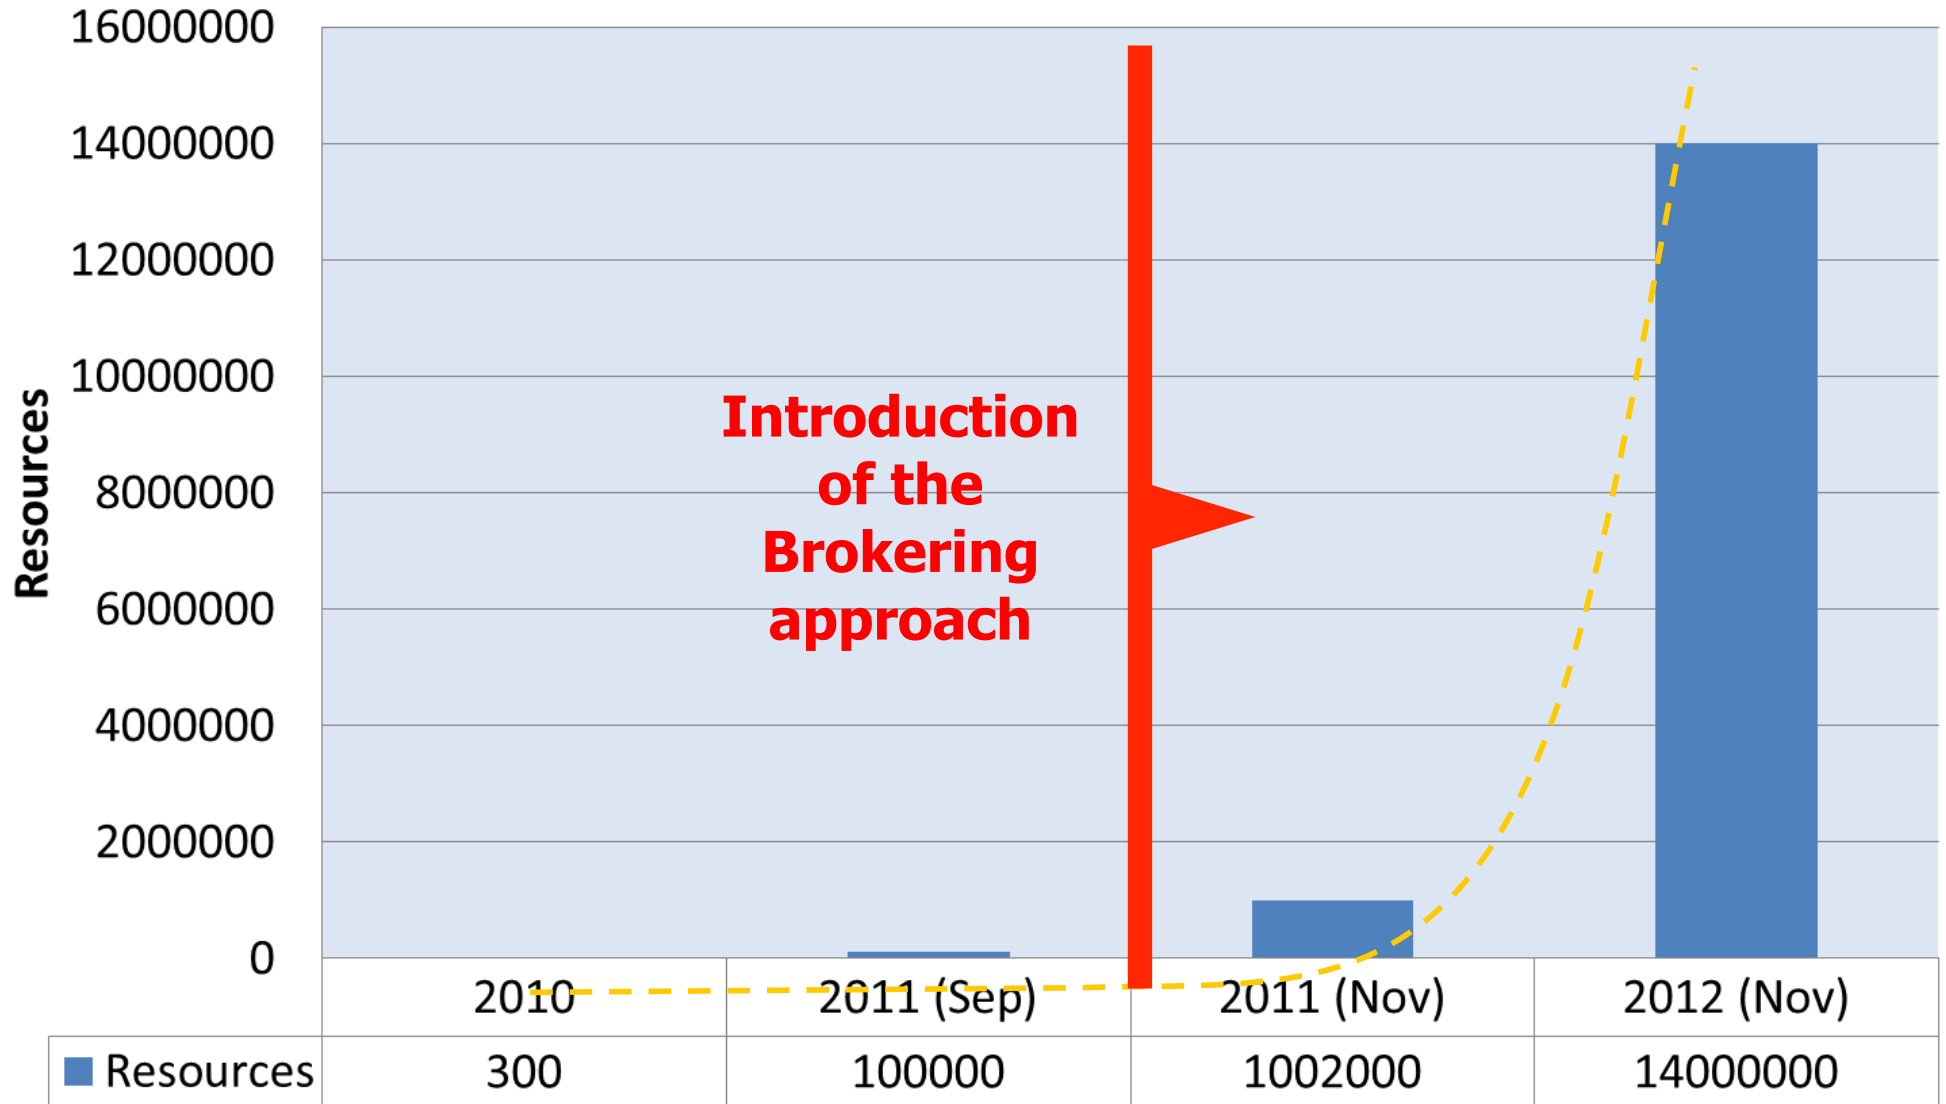 16000000
14000000
12000000
10000000
8000000
6000000
4000000
2000000
0
Resources
Introduction
of the
Brokering
approach
2010 2011 (Sep) 2011 (Nov) 2012 (Nov)
Resources 300 100000 1002000 14000000